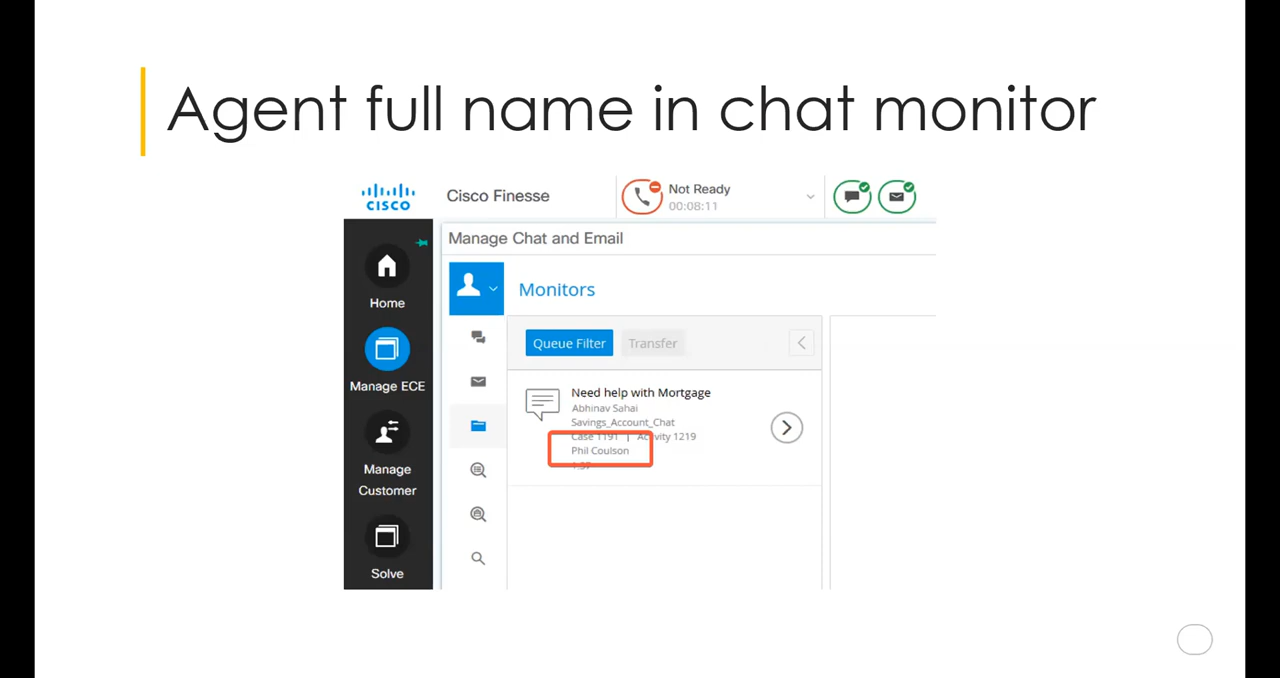 Agent full name in chat monitor
CISCO
Cisco Finesse
Not Ready
00:08:11
Manage Chat and Email
Home
Monitors
Manage ECE
Queue Filter
Transfer
Need help with Mortgage
Abhinav Sahai
Savings_Account_Chat
Case 1191 | Activity 1219
Phil Coulson
Manage
Customer
Solve